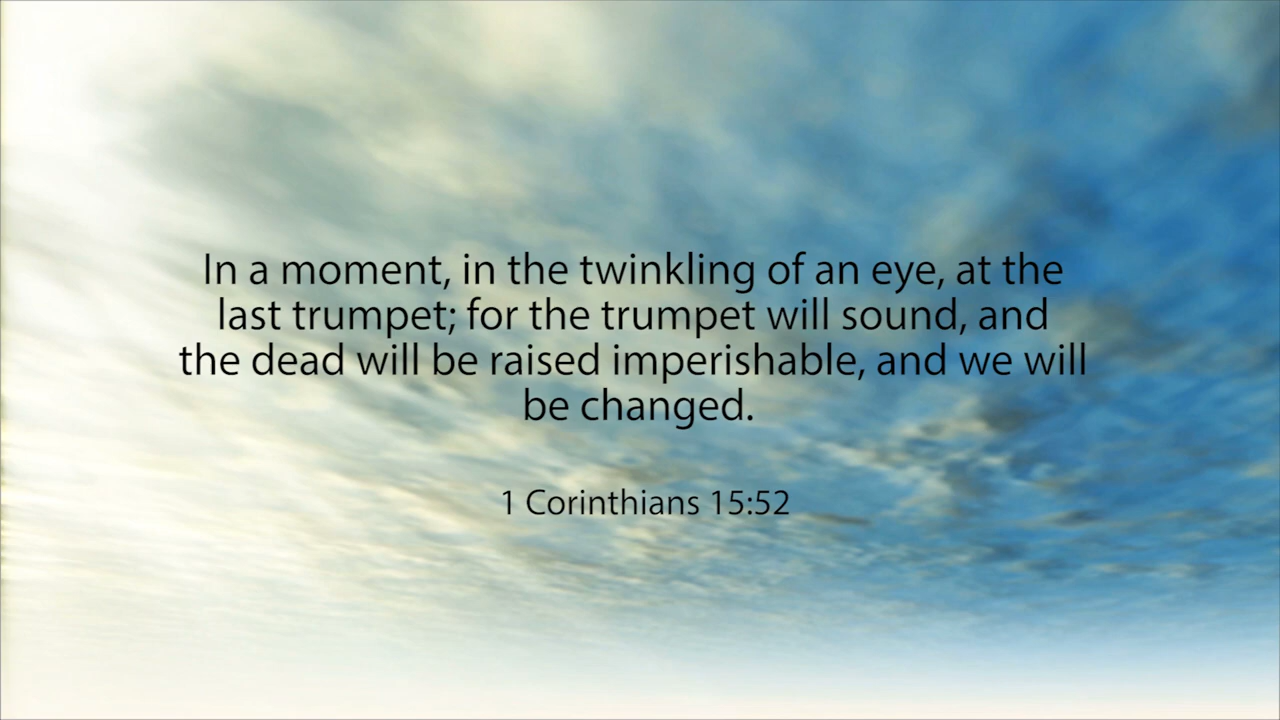 In a moment, in the twinkling of an eye, at the
last trumpet; for the trumpet will sound, and
the dead will be raised imperishable, and we will
be changed.
1 Corinthians 15:52